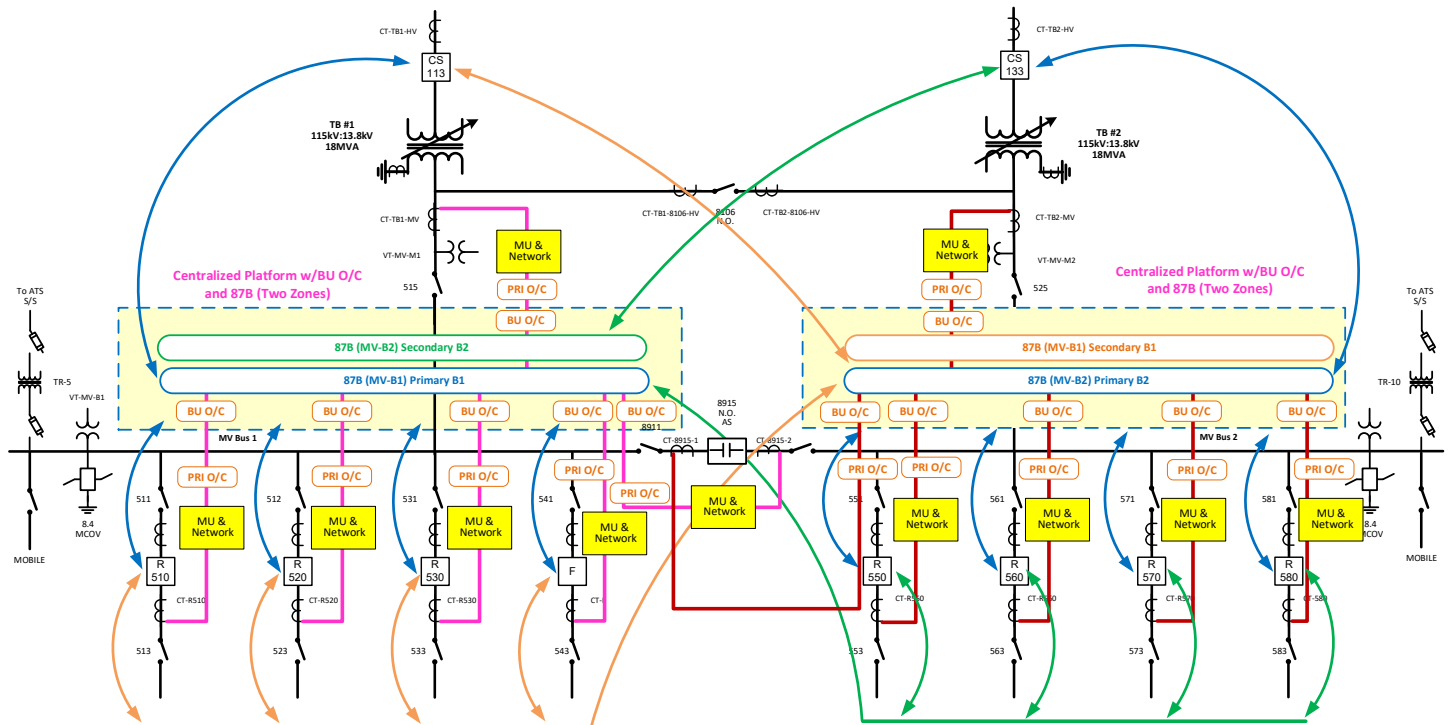 CT-TB1-HV
CT-TB2-HV
CS
113
CS
133
TB #1
115kV:13.8kV
18MVA
TB #2
115kV:13.8kV
18MVA
CT-TB1-MV
CT-TB1-8106-HV
8106
N.O.
CT-TB2-8106-HV
CT-TB2-MV
VT-MV-M1
MU &
Network
MU &
Network
VT-MV-M2
Centralized Platform w/BU O/C
and 87B (Two Zones)
515
PRI O/C
PRI O/C
525
Centralized Platform w/BU O/C
and 87B (Two Zones)
To ATS
S/S
To ATS
S/S
BU O/C
BU O/C
87B (MV-B2) Secondary B2
87B (MV-B1) Secondary B1
87B (MV-B1) Primary B1
87B (MV-B2) Primary B2
TR-5
TR-10
VT-MV-B1
BU O/C
BU O/C
BU O/C
BU O/C
BU O/C
8915
N.O.
AS
BU O/C
BU O/C
BU O/C
BU O/C
BU O/C
MV Bus 1
8911
CT-8915-1
CT-8915-2
MV Bus 2
PRI O/C
PRI O/C
PRI O/C
PRI O/C
PRI O/C
PRI O/C
PRI O/C
PRI O/C
PRI O/C
PRI O/C
511
512
531
541
551
561
571
581
MU &
Network
MU &
Network
MU &
Network
MU &
Network
MU &
Network
MU &
Network
MU &
Network
MU &
Network
MU &
Network
8.4
MCOV
8.4
MCOV
MOBILE
MOBILE
R
510
R
520
R
530
F
R
550
R
560
R
570
R
580
CT-R510
CT-R520
CT-R530
513
523
533
543
553
563
573
583